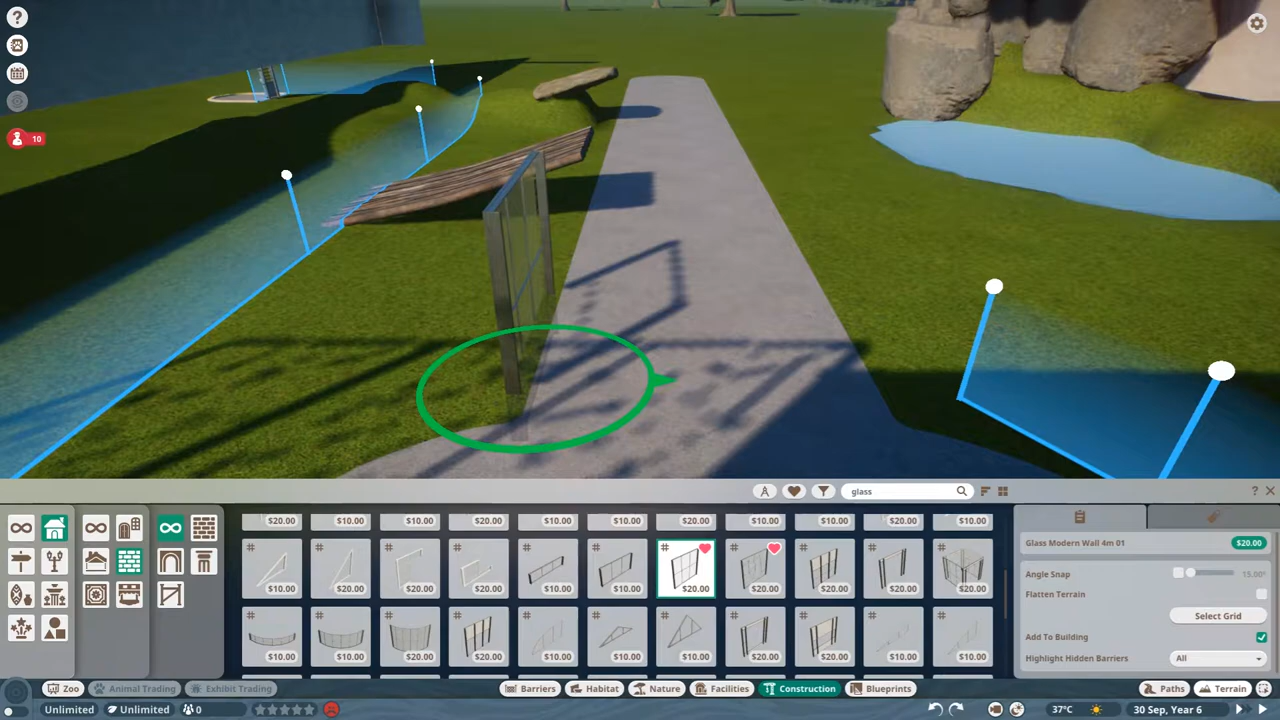 ?
10
glass
? ×
$20.00 $10.00 $10.00 $20.00 $10.00 $10.00 $20.00 $20.00 $10.00 $20.00 $10.00
Glass Modern Wall 4m 01 $20.00
# $10.00 # $10.00 # $20.00 # $20.00 # $10.00 # $10.00 # $20.00 # $20.00 # $20.00 # $20.00 # $20.00
Angle Snap 15.00°
Flatten Terrain
Select Grid
# $10.00 # $10.00 # $20.00 # $20.00 # $10.00 # $10.00 # $10.00 # $20.00 # $20.00 # $10.00 # $10.00
Add To Building
Highlight Hidden Barriers All
Zoo Animal Trading Exhibit Trading Barriers Habitat Nature Facilities Construction Blueprints Paths Terrain
Unlimited Unlimited 0 37°C 30 Sep, Year 6